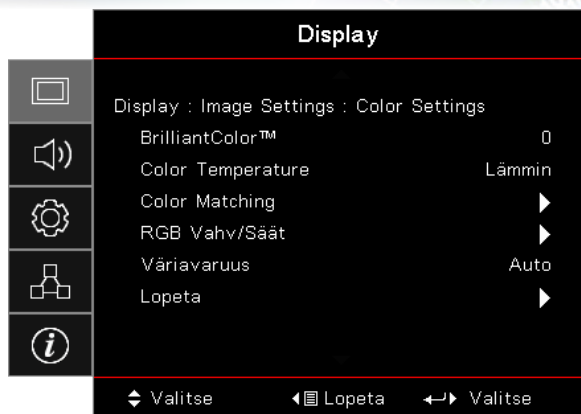 Display
Display : Image Settings : Color Settings
BrilliantColor™ 0
Color Temperature Lämmin
Color Matching
RGB Vahv/Säät
Väriavaruus Auto
Lopeta
Valitse Lopeta Valitse